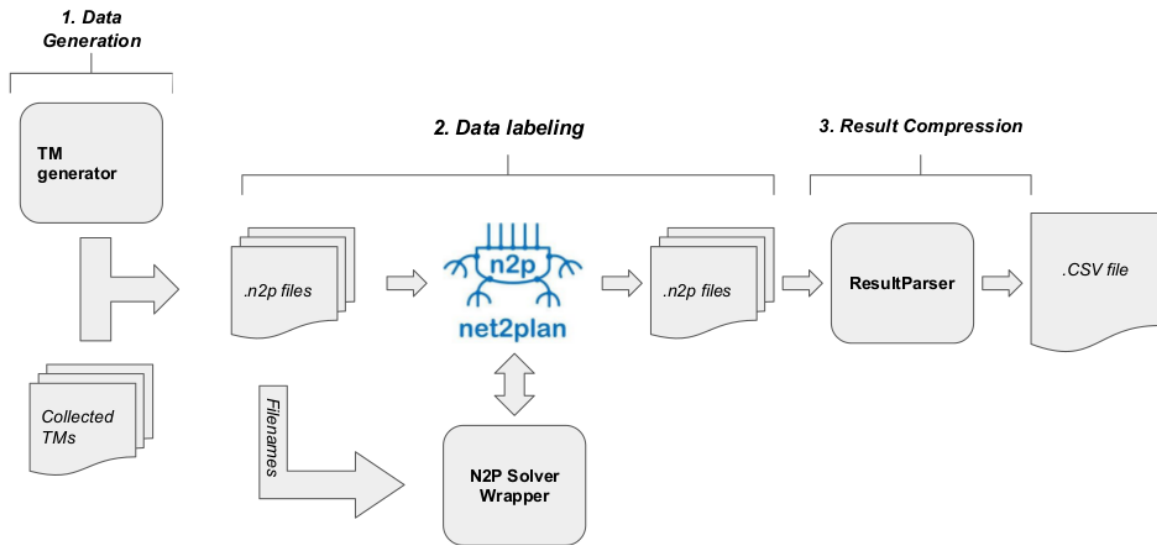 1. Data
Generation
TM
generator
Collected
TMs
2. Data labeling
.n2p files
n2p
net2plan
.n2p files
Filenames
N2P Solver
Wrapper
3. Result Compression
ResultParser
.CSV file